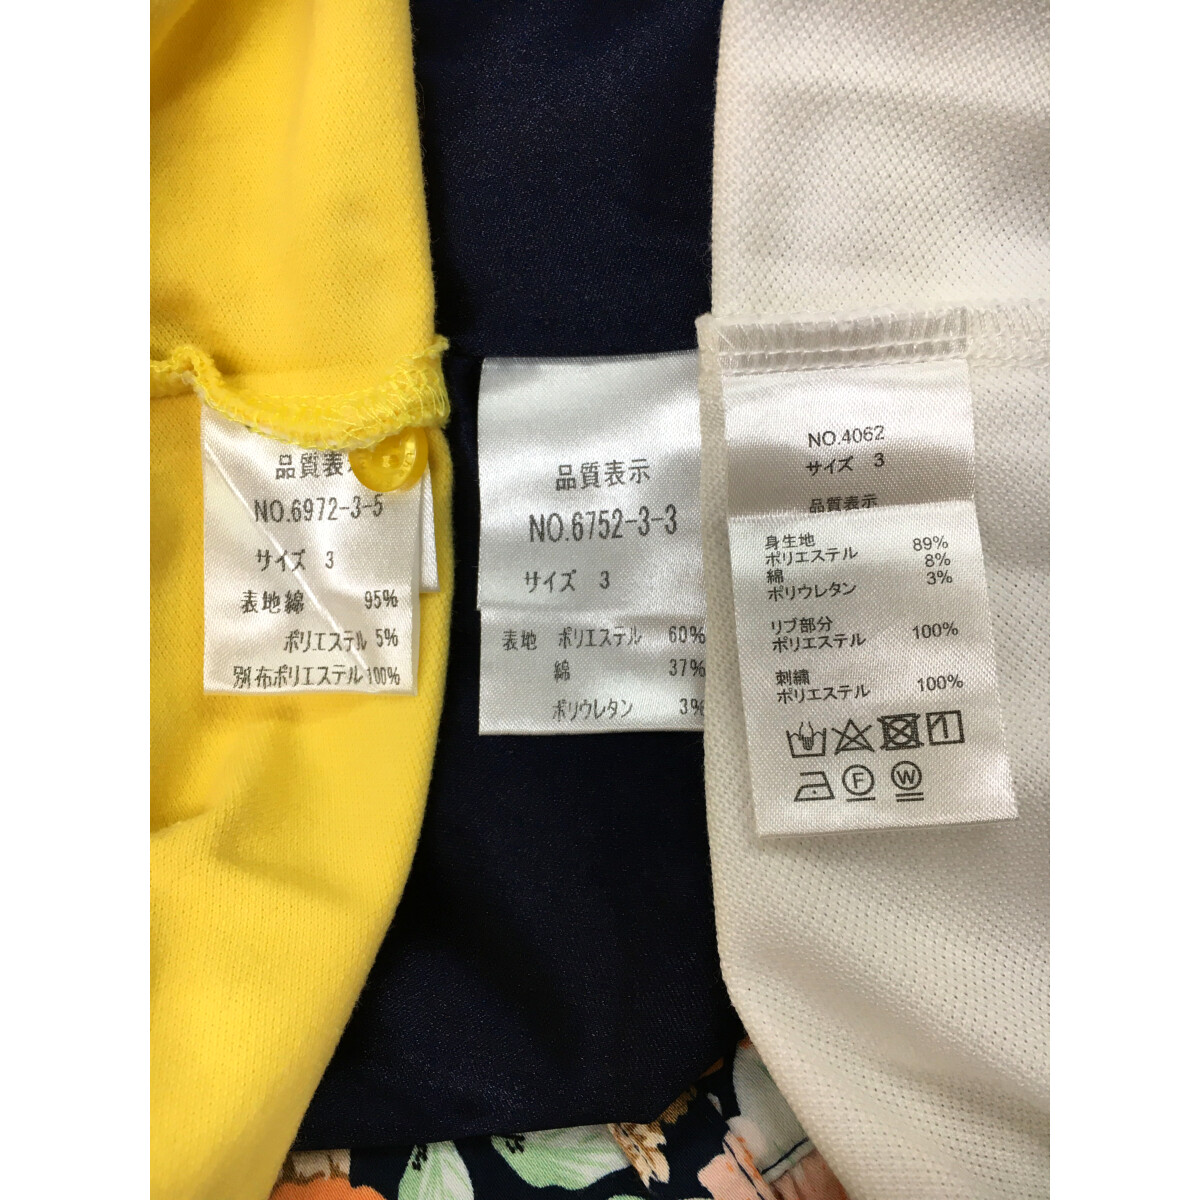 品質表
NO.6972-3-5
サイズ 3
表地綿 95%
ポリエステル 5%
別布ポリエステル 100%
品質表示
NO.6752-3-3
サイズ 3
表地 ポリエステル 60%
綿 37%
ポリウレタン 3%
NO.4062
サイズ 3
品質表示
身生地
ポリエステル 89%
綿 8%
ポリウレタン 3%
リブ部分
ポリエステル 100%
刺繍
ポリエステル 100%
1
F W